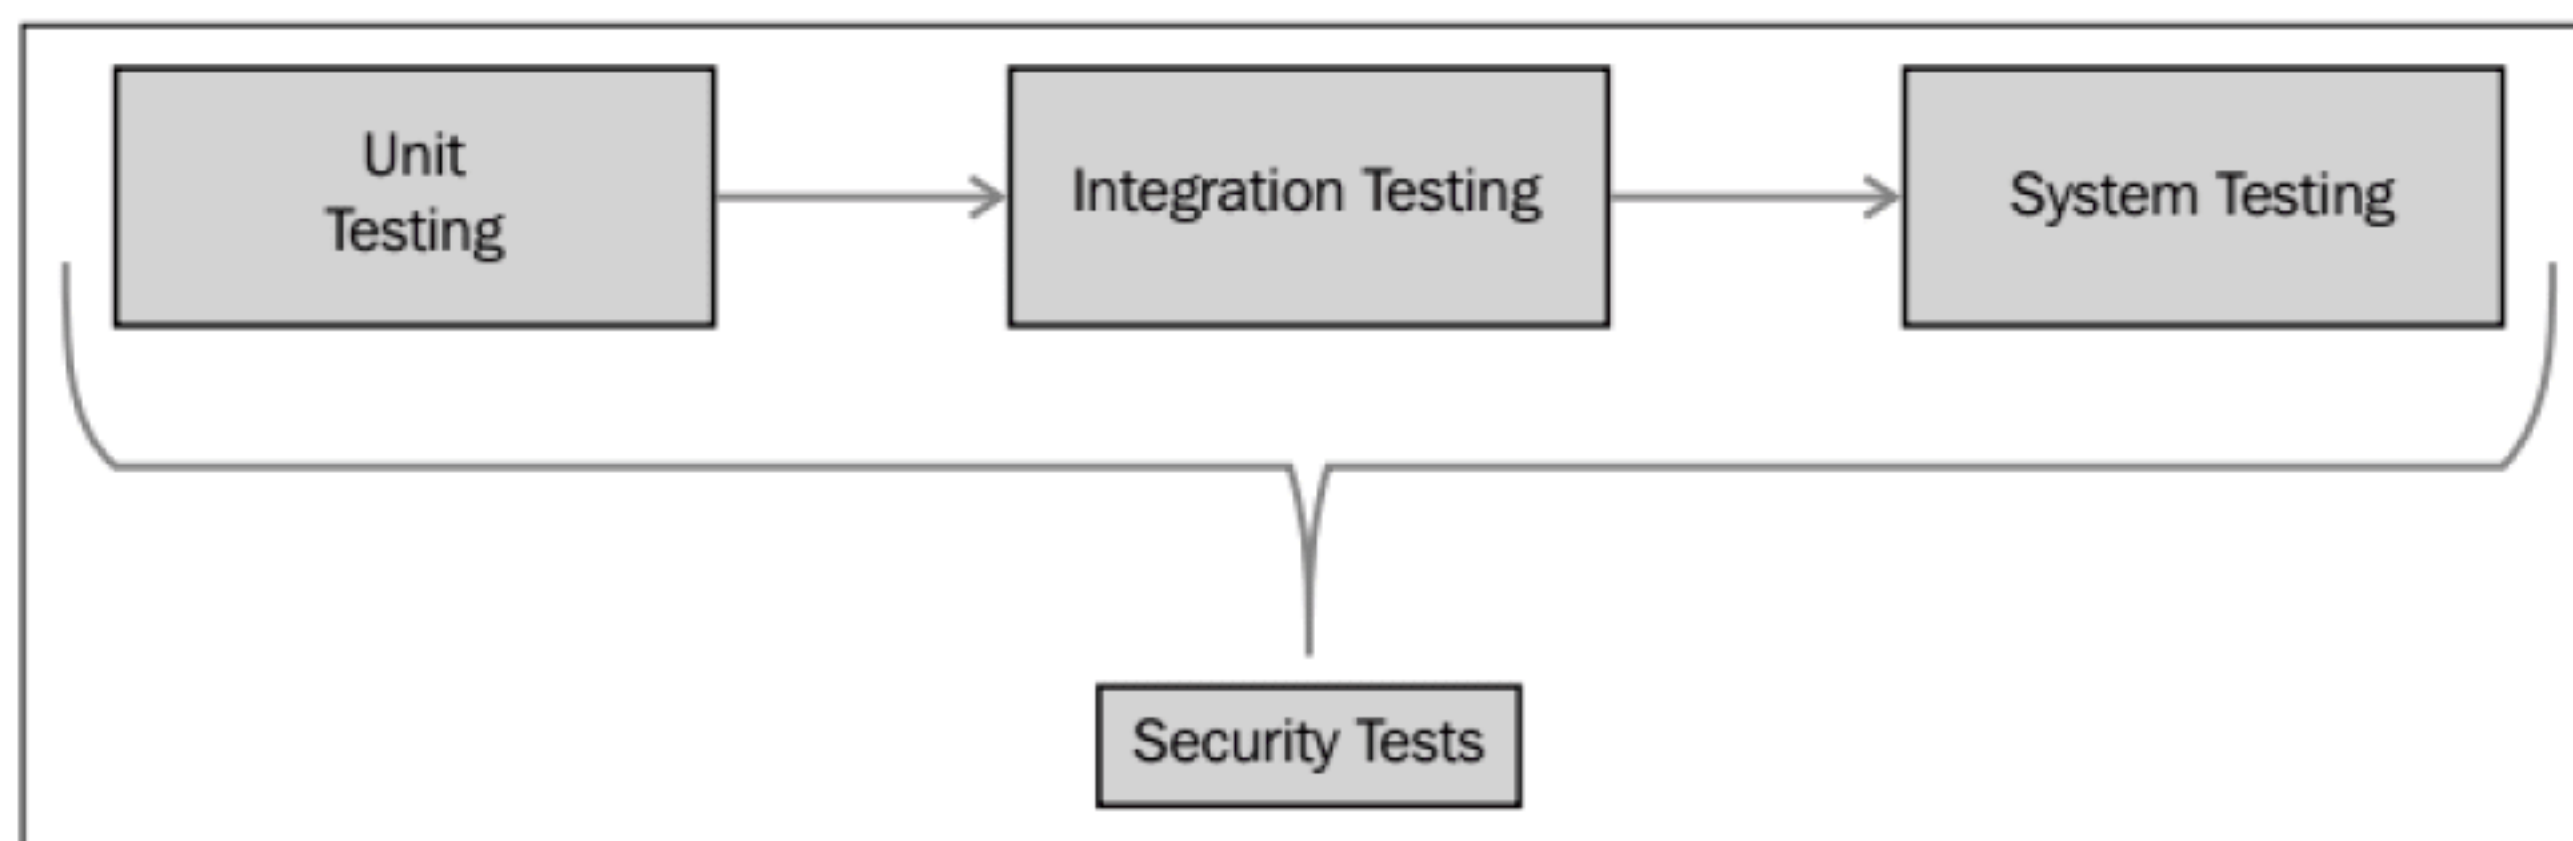 Unit
Testing
Integration Testing
System Testing
Security Tests